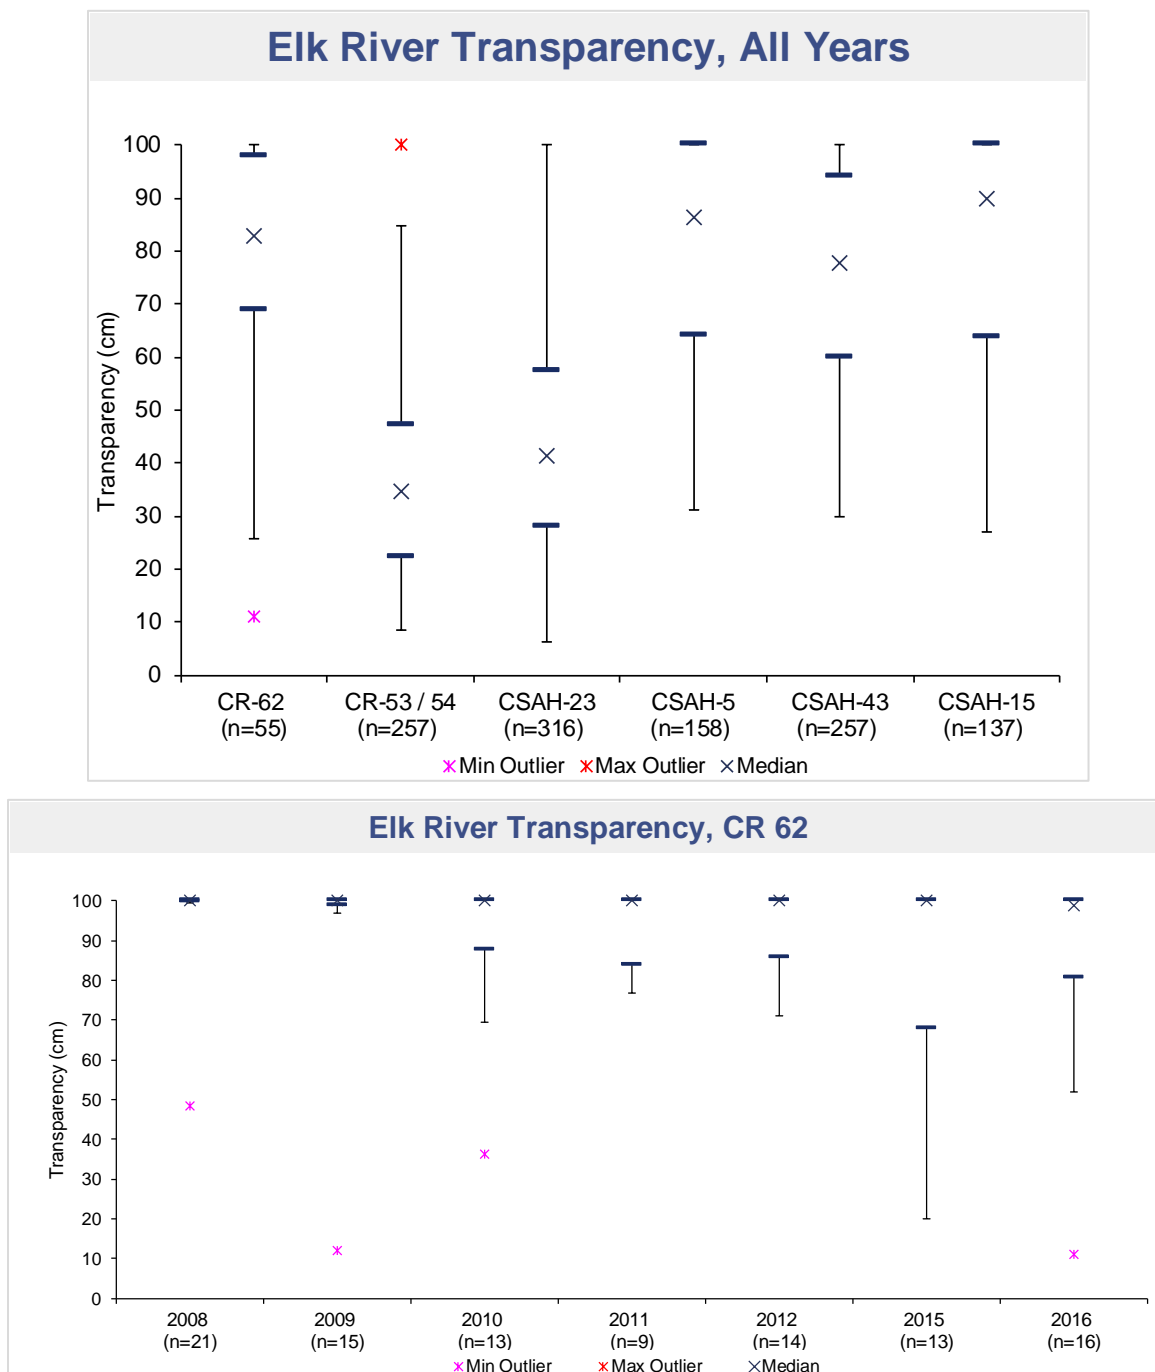 Elk River Transparency, All Years
Transparency (cm)
100
90
80
70
60
50
40
30
20
10
0
CR-62 CR-53 / 54 CSAH-23 CSAH-5 CSAH-43 CSAH-15
(n=55) (n=257) (n=316) (n=158) (n=257) (n=137)
Min Outlier Max Outlier Median
Elk River Transparency, CR 62
Transparency (cm)
100
90
80
70
60
50
40
30
20
10
0
2008 2009 2010 2011 2012 2015 2016
(n=21) (n=15) (n=13) (n=9) (n=14) (n=13) (n=16)
Min Outlier Max Outlier Median